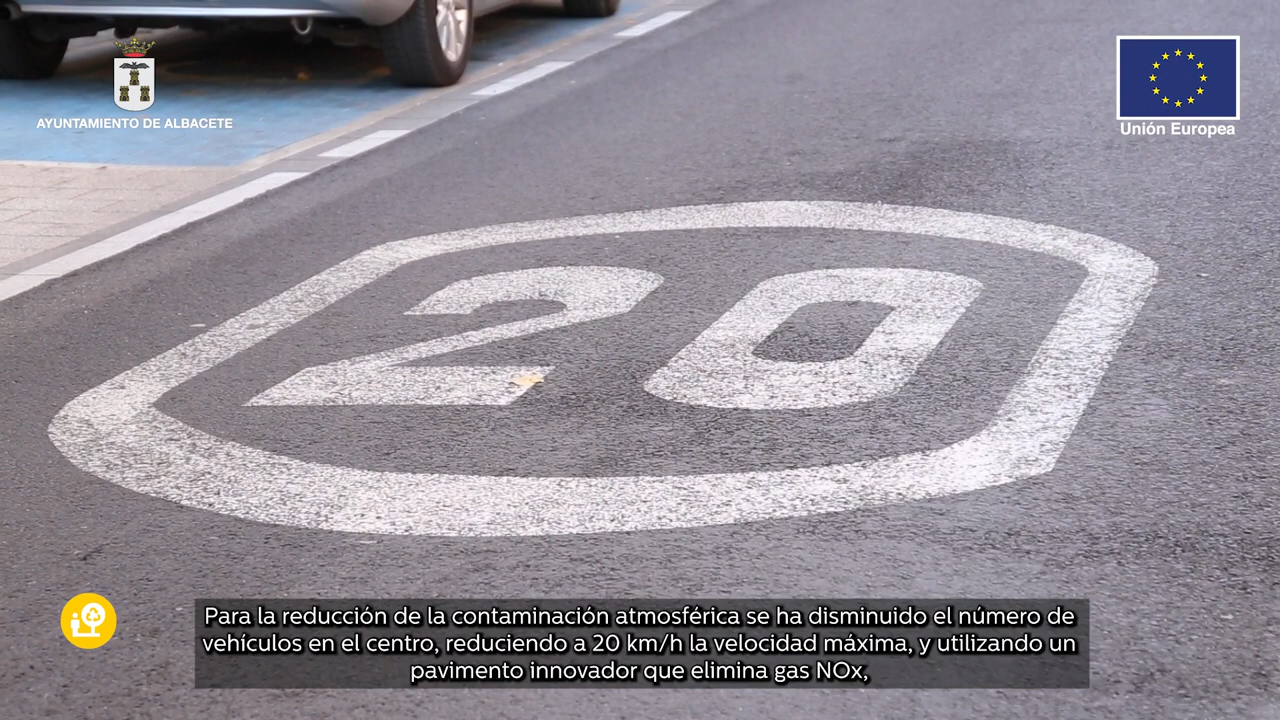 AYUNTAMIENTO DE ALBACETE
Unión Europea
20
Para la reducción de la contaminación atmosférica se ha disminuido el número de
vehículos en el centro, reduciendo a 20 km/h la velocidad máxima, y utilizando un
pavimento innovador que elimina gas NOx,